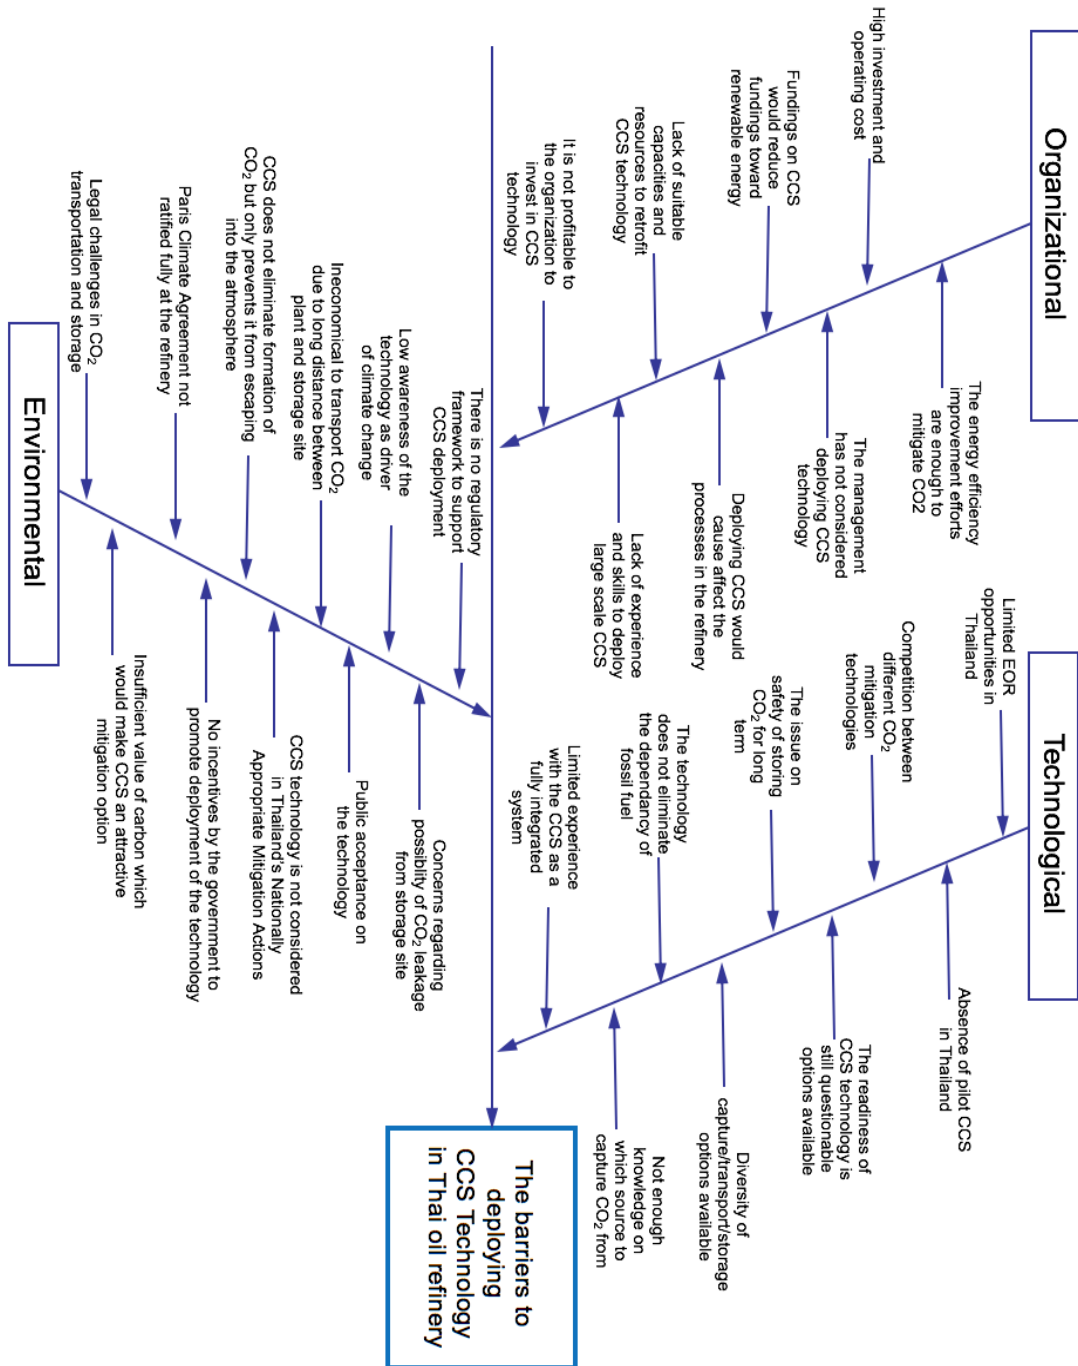 Organizational
High investment and
operating cost
Fundings on CCS
would reduce
fundings toward
renewable energy
Lack of suitable
capacities and
resources to retrofit
CCS technology
It is not profitable to
the organization to
invest in CCS
technology
The energy efficiency
improvement efforts
are enough to
mitigate CO2
The management
has not considered
deploying CCS
technology
Deploying CCS would
cause affect the
processes in the refinery
Lack of experience
and skills to deploy
large scale CCS
Technological
Limited EOR
opportunities in
Thailand
Competition between
different CO₂
mitigation
technologies
The issue on
safety of storing
CO₂ for long
term
The technology
does not eliminate
the dependancy of
fossil fuel
Limited experience
with the CCS as a
fully integrated
system
Absence of pilot CCS
in Thailand
The readiness of
CCS technology is
still questionable
options available
Diversity of
capture/transport/storage
options available
Not enough
knowledge on
which source to
capture CO₂ from
The barriers to
deploying
CCS Technology
in Thai oil refinery
There is no regulatory
framework to support
CCS deployment
Low awareness of the
technology as driver
of climate change
Inecomomical to transport CO₂
due to long distance between
plant and storage site
CCS does not eliminate formation of
CO₂ but only prevents it from escaping
into the atmosphere
Paris Climate Agreement not
ratified fully at the refinery
Legal challenges in CO₂
transportation and storage
Concerns regarding
possiblity of CO₂ leakage
from storage site
Public acceptance on
the technology
CCS technology is not considered
in Thailand's Nationally
Appropriate Mitigation Actions
No incentives by the government to
promote deployment of the technology
Insufficient value of carbon which
would make CCS an attractive
mitigation option
Environmental